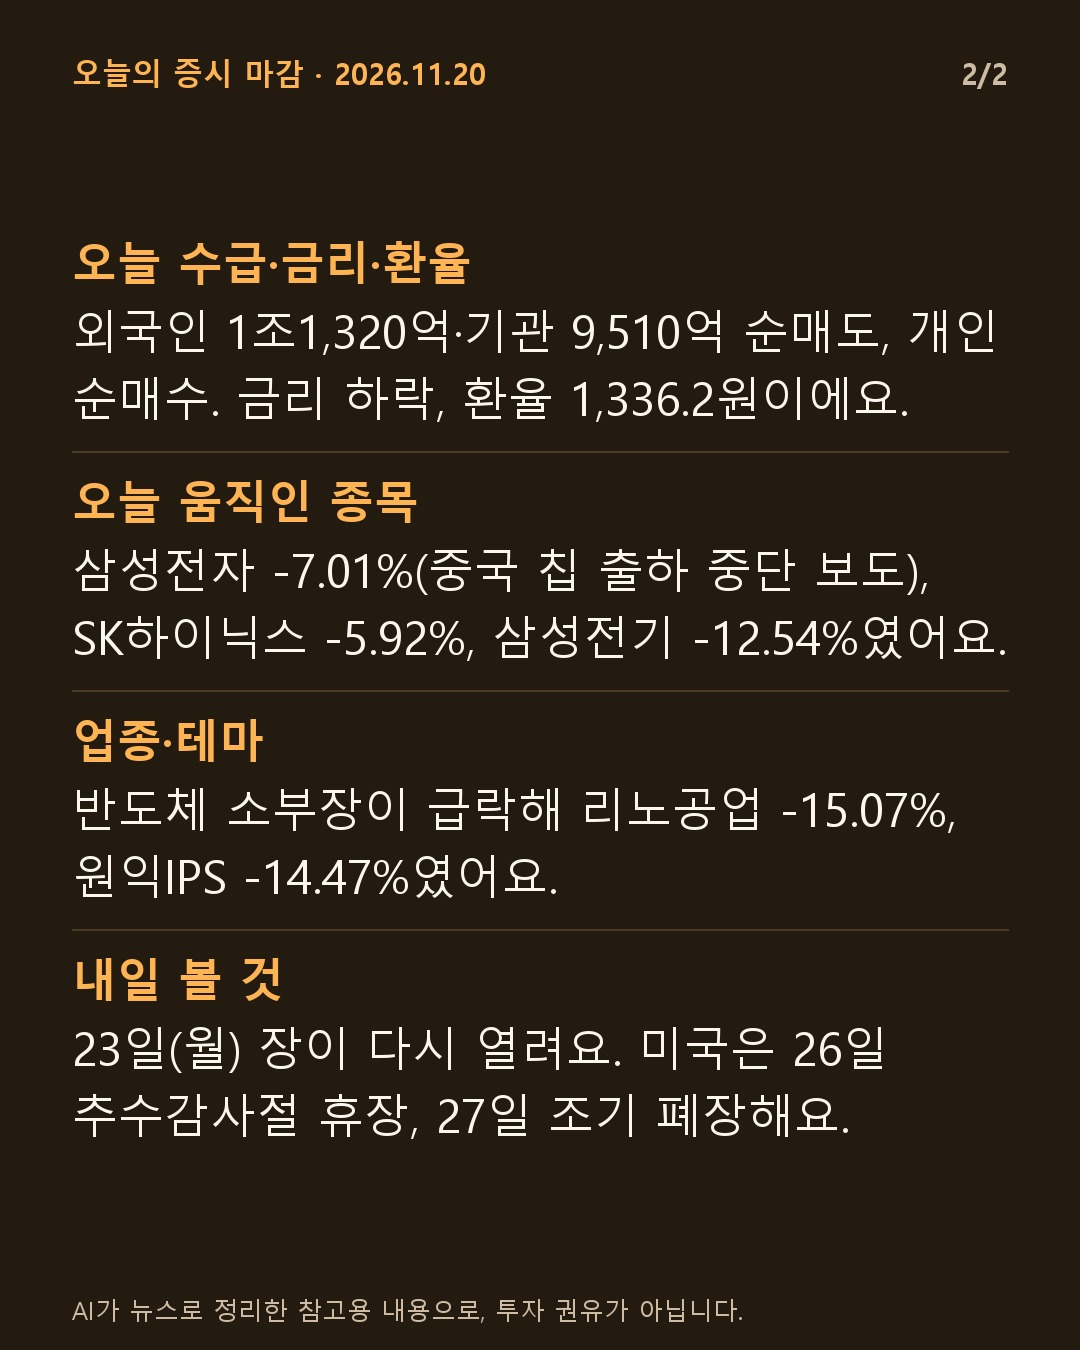 오늘의 증시 마감 · 2026.11.20
2/2
오늘 수급·금리·환율
외국인 1조1,320억·기관 9,510억 순매도, 개인
순매수. 금리 하락, 환율 1,336.2원이에요.
오늘 움직인 종목
삼성전자 -7.01%(중국 칩 출하 중단 보도),
SK하이닉스 -5.92%, 삼성전기 -12.54%였어요.
업종·테마
반도체 소부장이 급락해 리노공업 -15.07%,
원익IPS -14.47%였어요.
내일 볼 것
23일(월) 장이 다시 열려요. 미국은 26일
추수감사절 휴장, 27일 조기 폐장해요.
AI가 뉴스로 정리한 참고용 내용으로, 투자 권유가 아닙니다.